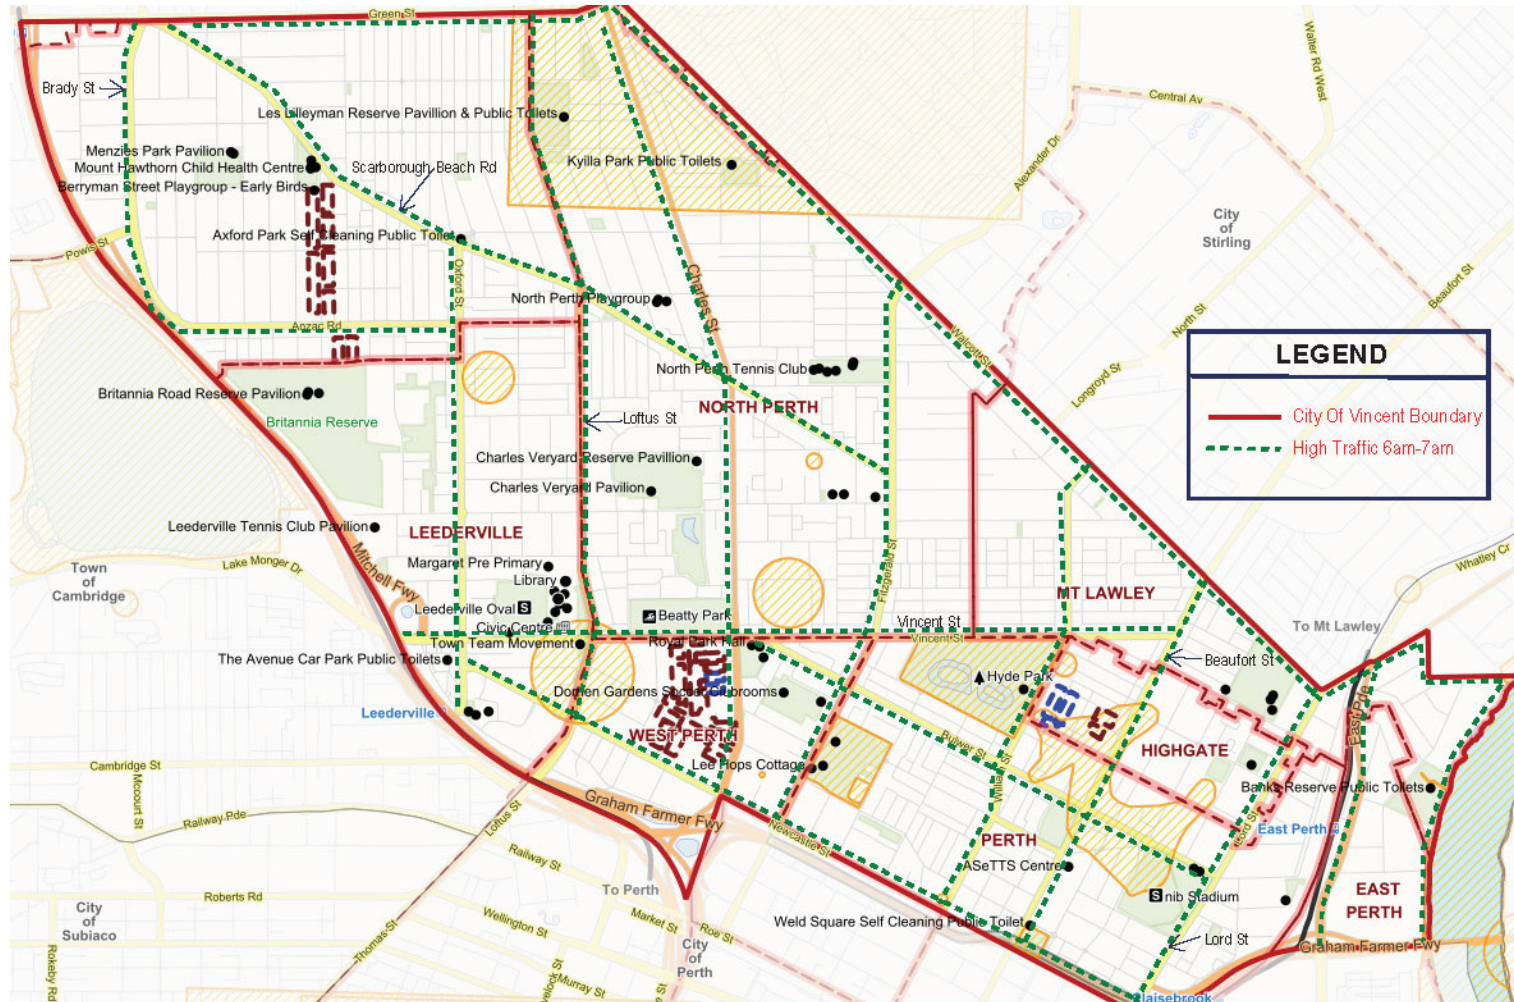 Green St
Brady St
Walter Rd West
Central Av
Les Lilleyman Reserve Pavillion & Public Toilets
Alexander Dr
Menzies Park Pavilion
Mount Hawthorn Child Health Centre
Kyilla Park Public Toilets
Scarborough Beach Rd
Berryman Street Playgroup - Early Birds
City
of
Stirling
Axford Park Self Cleaning Public Toilet
Powis St
Oxford St
Charles St
Beaufort St
North Perth Playgroup
North St
Anzac Rd
Walcott St
LEGEND
City Of Vincent Boundary
High Traffic 6am-7am
North Perth Tennis Club
Longroyd St
Britannia Road Reserve Pavilion
NORTH PERTH
Britannia Reserve
Loftus St
Charles Veryard Reserve Pavillion
Charles Veryard Pavilion
Leederville Tennis Club Pavilion
LEEDERVILLE
Mitchell Fwy
Lake Monger Dr
Town
of
Cambridge
Margaret Pre Primary
Library
Fitzgerald St
Whatley Cr
MT LAWLEY
Leederville Oval
S
Beatty Park
Civic Centre
Vincent St
Vincent St
To Mt Lawley
Town Team Movement
Royal Park Hall
The Avenue Car Park Public Toilets
Beaufort St
Hyde Park
Dorrien Gardens Soccer Clubrooms
Leederville
East Pde
WEST PERTH
Bulwer St
HIGHGATE
Cambridge St
Lee Hops Cottage
William St
Banks Reserve Public Toilets
Mccourt St
Graham Farmer Fwy
Railway Pde
Loftus St
Newcastle St
Lord St
East Perth
PERTH
Railway St
ASeTTS Centre
To Perth
EAST
PERTH
Roberts Rd
S
nib Stadium
City
of
Subiaco
Wellington St
Market St
Roe St
Weld Square Self Cleaning Public Toilet
Thomas St
City
of
Perth
Lord St
Graham Farmer Fwy
Rokeby Rd
Murray St
Claisebrook